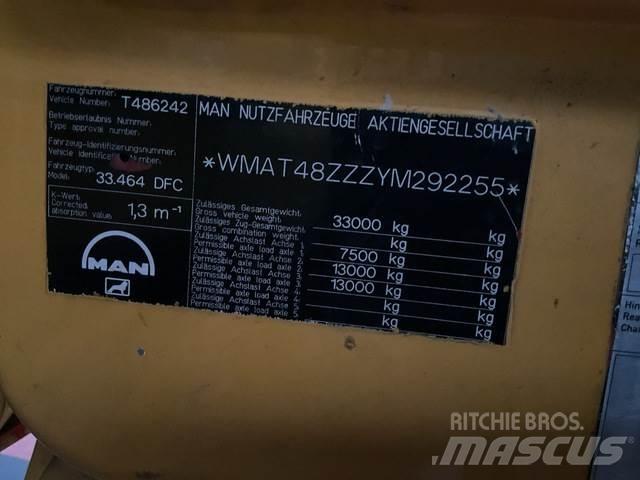 Fahrzeugnummer:
Vehicle Number: T486242
Betriebserlaubnis Nummer:
Type approval number:
Fahrzeug-Identifizierungsnummer
Vehicle Identification Number
Fahrzeugtyp:
Model: 33.464 DFC
K-Wert:
Corrected absorption value: 1,3 m⁻¹
MAN
MAN NUTZFAHRZEUGE AKTIENGESELLSCHAFT
*WMAT48ZZZYM292255*
Zulässiges Gesamtgewicht
Gross vehicle weight 33000 kg kg
Zulässiges Zug-Gesamtgewicht
Gross combination weight kg kg
Zulässige Achslast Achse 1.
Permissible axle load axle 1. 7500 kg kg
Zulässige Achslast Achse 2.
Permissible axle load axle 2. 13000 kg kg
Zulässige Achslast Achse 3.
Permissible axle load axle 3. 13000 kg kg
Zulässige Achslast Achse 4.
Permissible axle load axle 4. kg kg
Zulässige Achslast Achse 5.
Permissible axle load axle 5. kg kg
Hin
Rea
Cha
RITCHIE BROS.
MASCUS